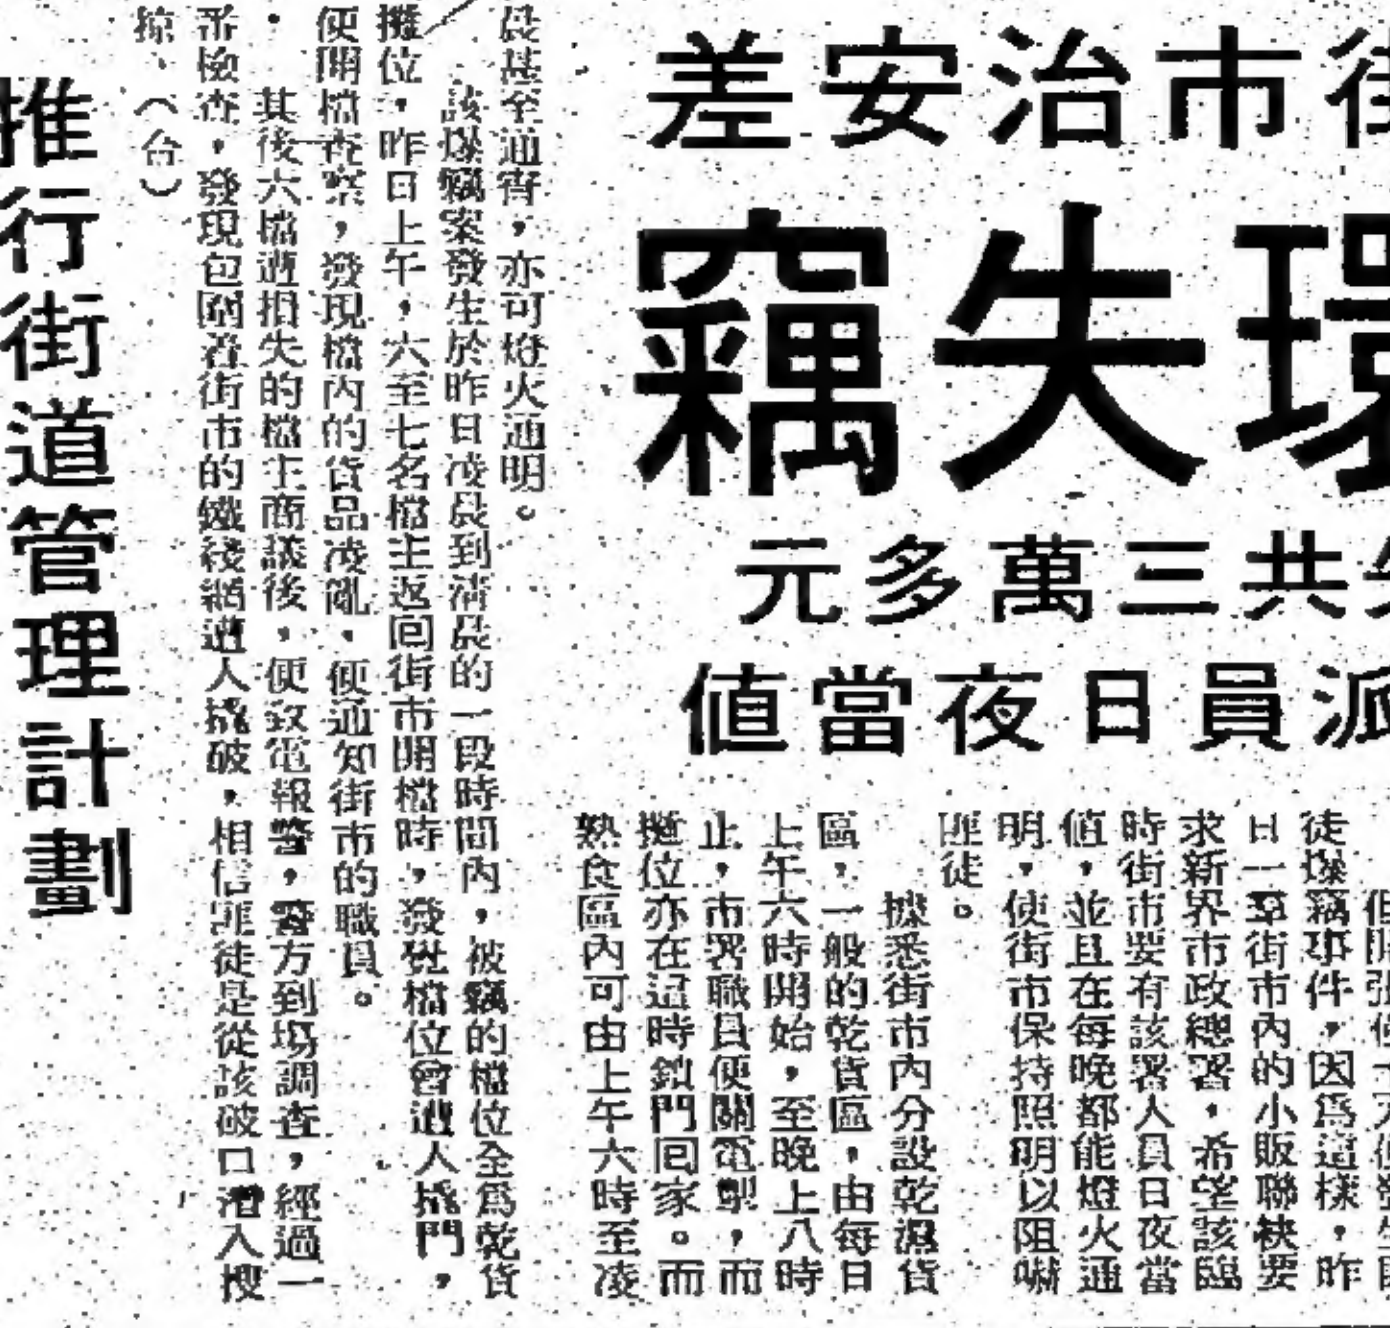 市治安差
失竊
共三萬多元
派員日夜當值
徒爆竊事件，因爲這樣，昨
日一羣街市內的小販聯袂要
求新界市政總署，希望該臨
時街市要有該署人員日夜當
值，並且在每晚都能燈火通
明，使街市保持照明以阻嚇
匪徒。
據悉街市內分設乾濕貨
區，一般的乾貨區，由每日
上午六時開始，至晚上八時
止，市署職員便關電掣，而
攤位亦在這時鎖門回家。而
熟食區內可由上午六時至凌
晨甚至通宵，亦可燈火通明。
該爆竊案發生於昨日凌晨到淸晨的一段時間內，被竊的檔位全爲乾貨
攤位，昨日上午，六至七名檔主返回街市開檔時，發覺檔位曾遭人撬門，
便開檔查察，發現檔內的貨品凌亂，便通知街市的職員。
其後六檔遭損失的檔主商議後，便致電報警，警方到塲調查，經過一
番檢查，發現包圍着街市的鐵綫網遭人撬破，相信匪徒是從該破口潛入搜
掠、（台）
推行街道管理計劃